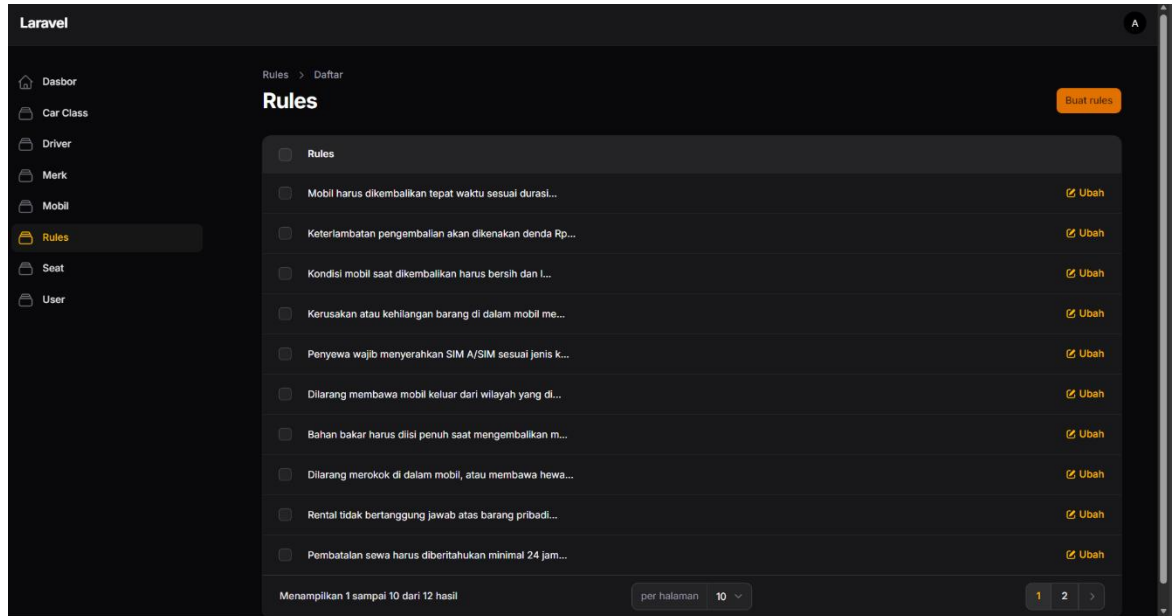 Laravel
A
Dasbor
Car Class
Driver
Merk
Mobil
Rules
Seat
User
Rules > Daftar
Rules
Buat rules
Rules
Mobil harus dikembalikan tepat waktu sesuai durasi... Ubah
Keterlambatan pengembalian akan dikenakan denda Rp... Ubah
Kondisi mobil saat dikembalikan harus bersih dan l... Ubah
Kerusakan atau kehilangan barang di dalam mobil me... Ubah
Penyewa wajib menyerahkan SIM A/SIM sesuai jenis k... Ubah
Dilarang membawa mobil keluar dari wilayah yang di... Ubah
Bahan bakar harus diisi penuh saat mengembalikan m... Ubah
Dilarang merokok di dalam mobil, atau membawa hewa... Ubah
Rental tidak bertanggung jawab atas barang pribadi... Ubah
Pembatalan sewa harus diberitahukan minimal 24 jam... Ubah
Menampilkan 1 sampai 10 dari 12 hasil per halaman 10 1 2 >